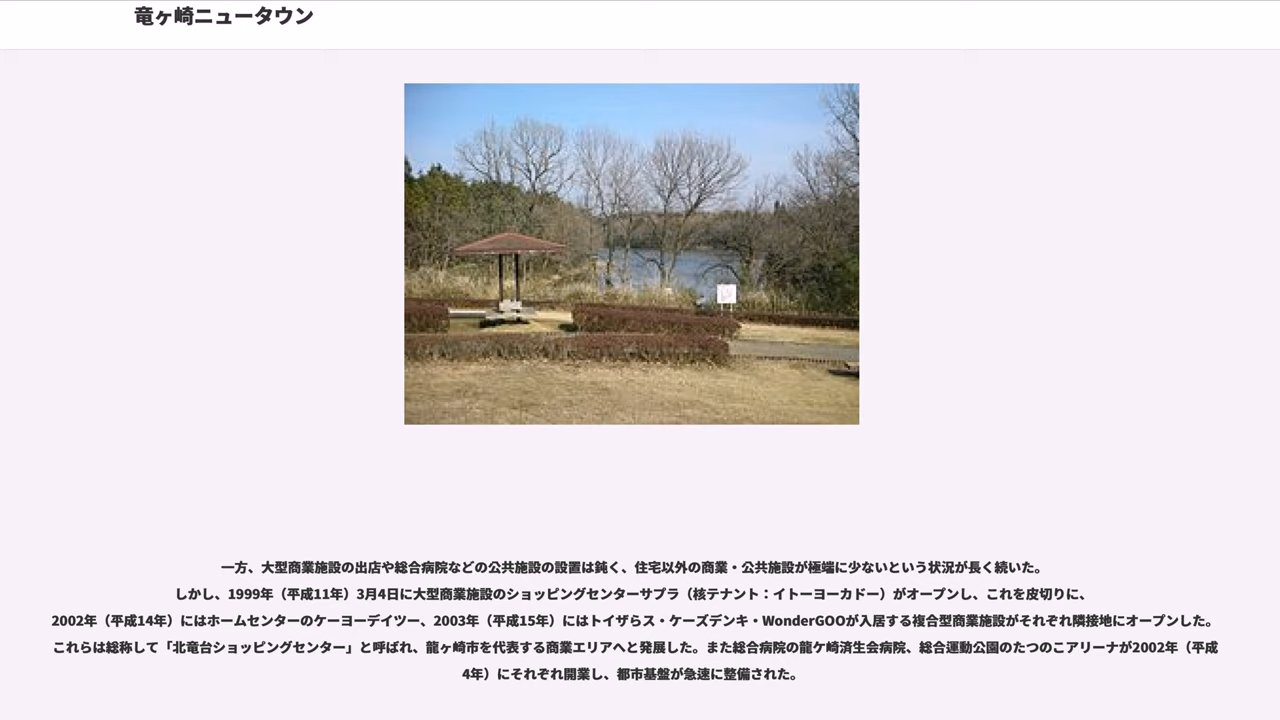 竜ヶ崎ニュータウン
一方、大型商業施設の出店や総合病院などの公共施設の設置は鈍く、住宅以外の商業・公共施設が極端に少ないという状況が長く続いた。
しかし、1999年（平成11年）3月4日に大型商業施設のショッピングセンターサプラ（核テナント：イトーヨーカドー）がオープンし、これを皮切りに、
2002年（平成14年）にはホームセンターのケーヨーデイツー、2003年（平成15年）にはトイザらス・ケーズデンキ・WonderGOOが入居する複合型商業施設がそれぞれ隣接地にオープンした。
これらは総称して「北竜台ショッピングセンター」と呼ばれ、龍ヶ崎市を代表する商業エリアへと発展した。また総合病院の龍ケ崎済生会病院、総合運動公園のたつのこアリーナが2002年（平成
4年）にそれぞれ開業し、都市基盤が急速に整備された。